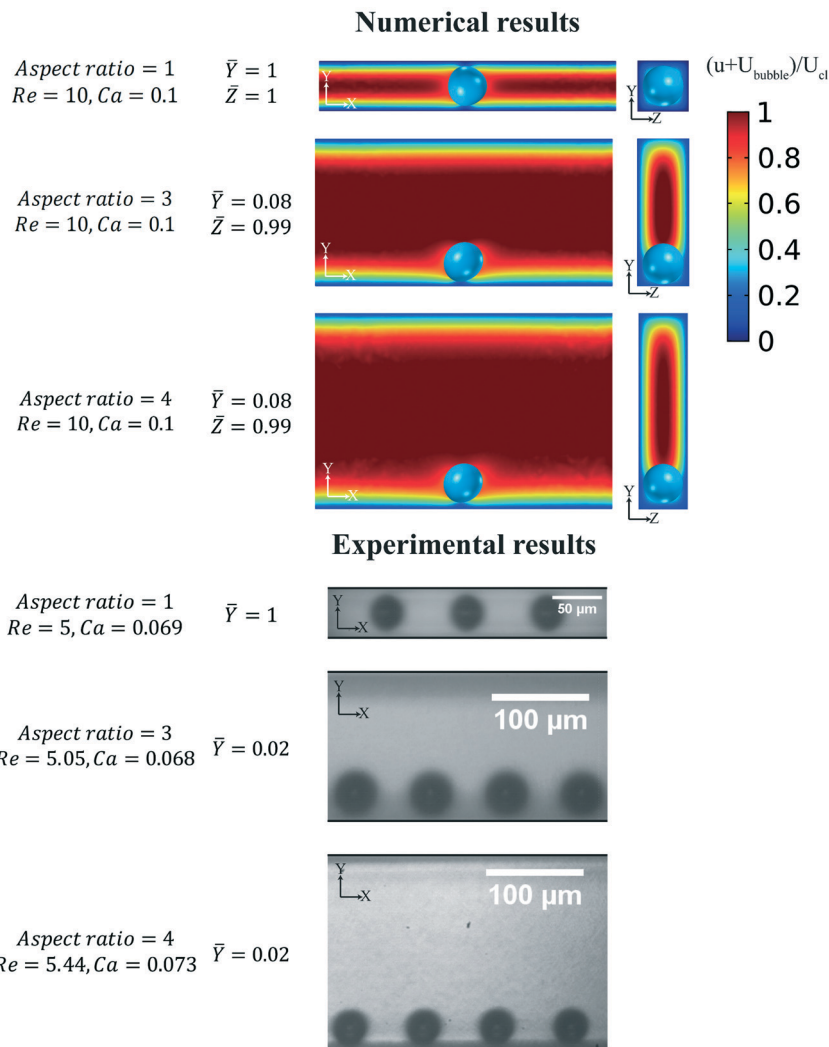 Numerical results
Aspect ratio = 1
Re = 10, Ca = 0.1
Ȳ = 1
Z̄ = 1
Y
X
Y
Z
(u+U_bubble)/U_cl
1
0.8
0.6
0.4
0.2
0
Aspect ratio = 3
Re = 10, Ca = 0.1
Ȳ = 0.08
Z̄ = 0.99
Y
X
Y
Z
Aspect ratio = 4
Re = 10, Ca = 0.1
Ȳ = 0.08
Z̄ = 0.99
Y
X
Y
Z
Experimental results
Aspect ratio = 1
Re = 5, Ca = 0.069
Ȳ = 1
Y
X
50 µm
Aspect ratio = 3
Re = 5.05, Ca = 0.068
Ȳ = 0.02
Y
X
100 µm
Aspect ratio = 4
Re = 5.44, Ca = 0.073
Ȳ = 0.02
Y
X
100 µm